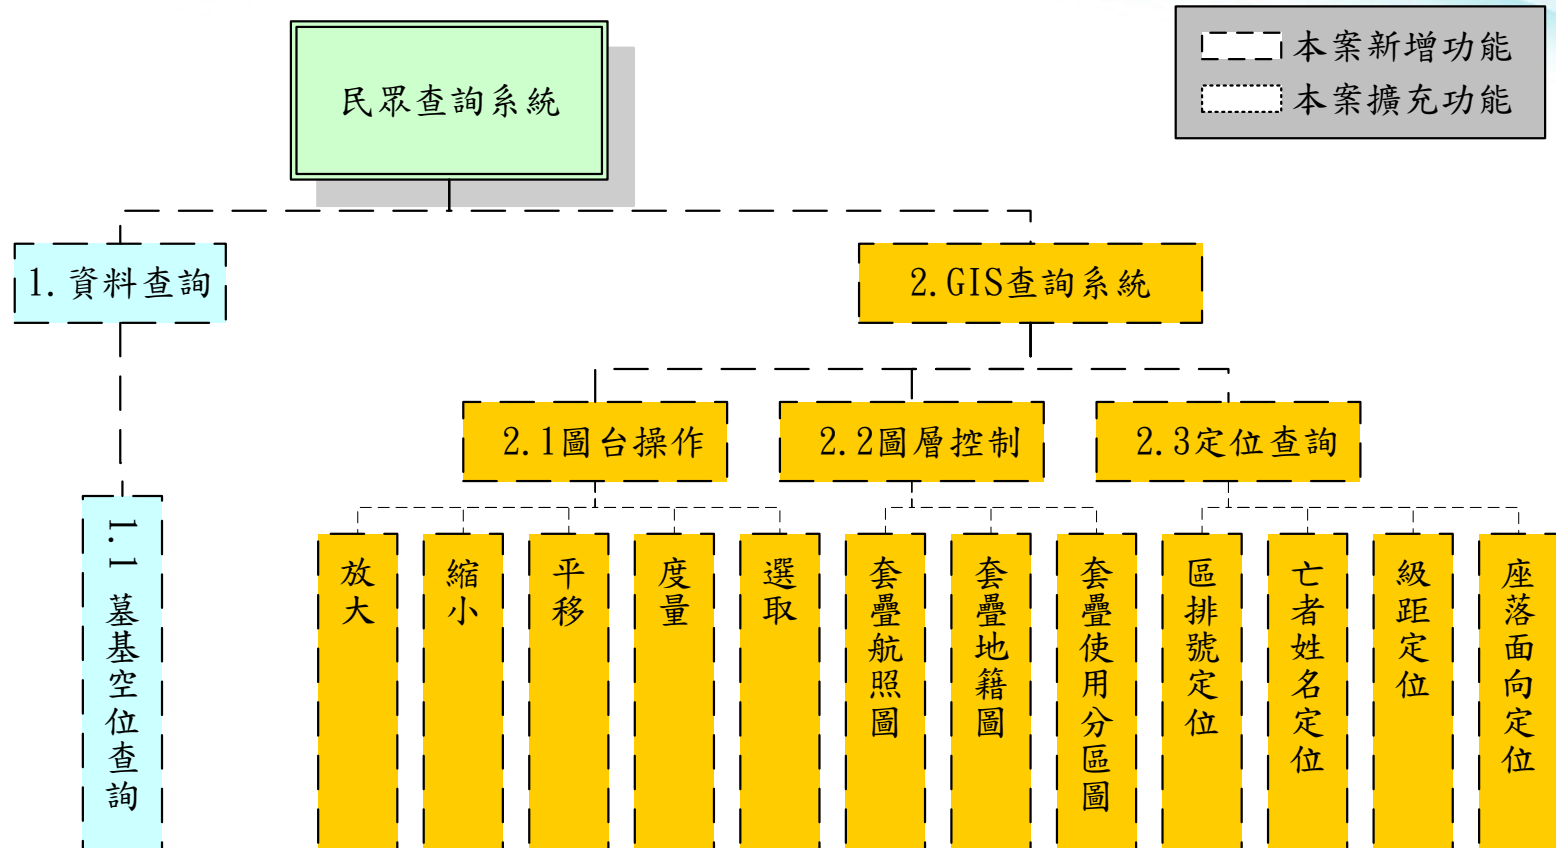 民眾查詢系統
本案新增功能
本案擴充功能
1. 資料查詢
2.GIS查詢系統
2.1圖台操作
2.2圖層控制
2.3定位查詢
1.1 墓基空位查詢
放大
縮小
平移
度量
選取
套疊航照圖
套疊地籍圖
套疊使用分區圖
區排號定位
亡者姓名定位
級距定位
座落面向定位